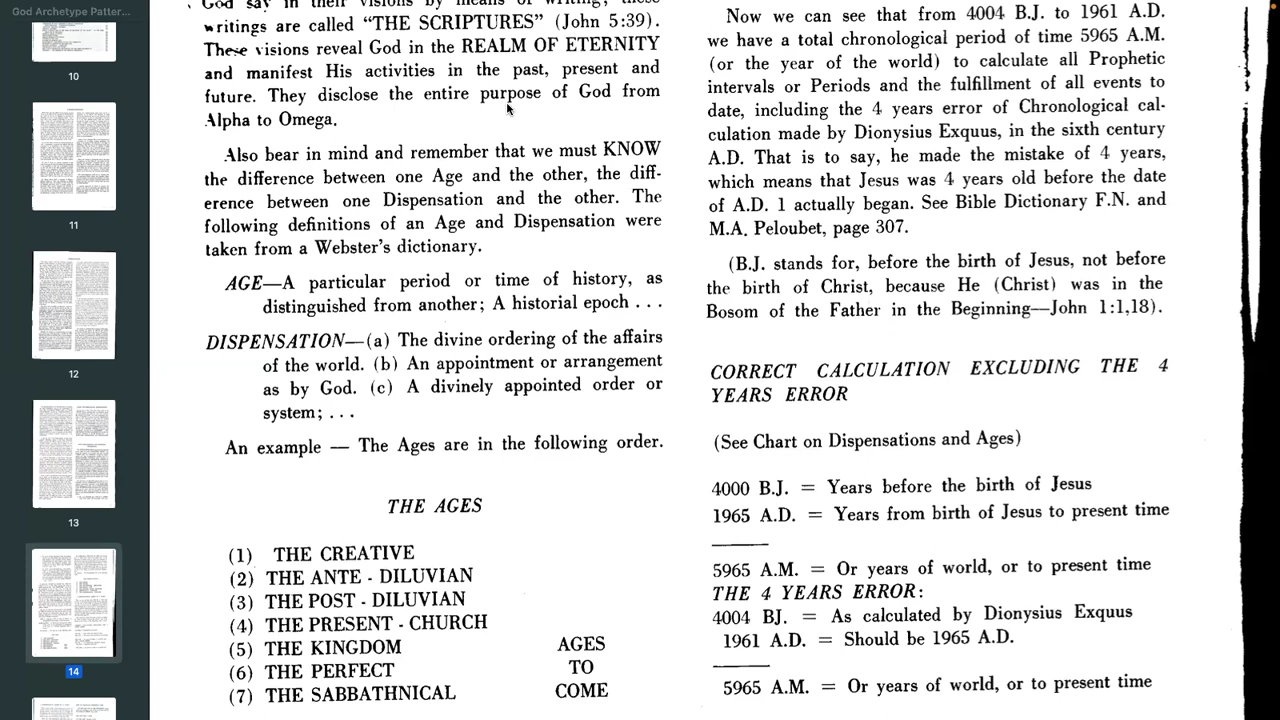 God Archetype Patter...
10
11
12
13
14
God say in their visions by means of writing, these
writings are called “THE SCRIPTURES” (John 5:39).
These visions reveal God in the REALM OF ETERNITY
and manifest His activities in the past, present and
future. They disclose the entire purpose of God from
Alpha to Omega.
Also bear in mind and remember that we must KNOW
the difference between one Age and the other, the diff-
erence between one Dispensation and the other. The
following definitions of an Age and Dispensation were
taken from a Webster’s dictionary.
AGE—A particular period or time of history, as
distinguished from another; A historial epoch . . .
DISPENSATION—(a) The divine ordering of the affairs
of the world. (b) An appointment or arrangement
as by God. (c) A divinely appointed order or
system; . . .
An example — The Ages are in the following order.
THE AGES
(1) THE CREATIVE
(2) THE ANTE - DILUVIAN
(3) THE POST - DILUVIAN
(4) THE PRESENT - CHURCH
(5) THE KINGDOM AGES
(6) THE PERFECT TO
(7) THE SABBATHNICAL COME
Now we can see that from 4004 B.J. to 1961 A.D.
we have a total chronological period of time 5965 A.M.
(or the year of the world) to calculate all Prophetic
intervals or Periods and the fulfillment of all events to
date, including the 4 years error of Chronological cal-
culation made by Dionysius Exquus, in the sixth century
A.D. That is to say, he made the mistake of 4 years,
which means that Jesus was 4 years old before the date
of A.D. 1 actually began. See Bible Dictionary F.N. and
M.A. Peloubet, page 307.
(B.J. stands for, before the birth of Jesus, not before
the birth of Christ, because He (Christ) was in the
Bosom of the Father in the Beginning—John 1:1,18).
CORRECT CALCULATION EXCLUDING THE 4
YEARS ERROR
(See Chart on Dispensations and Ages)
4000 B.J. = Years before the birth of Jesus
1965 A.D. = Years from birth of Jesus to present time
5965 A.M. = Or years of world, or to present time
THE 4 YEARS ERROR:
4004 BJ. = As calculated by Dionysius Exquus
1961 A.D. = Should be 1965 A.D.
5965 A.M. = Or years of world, or to present time